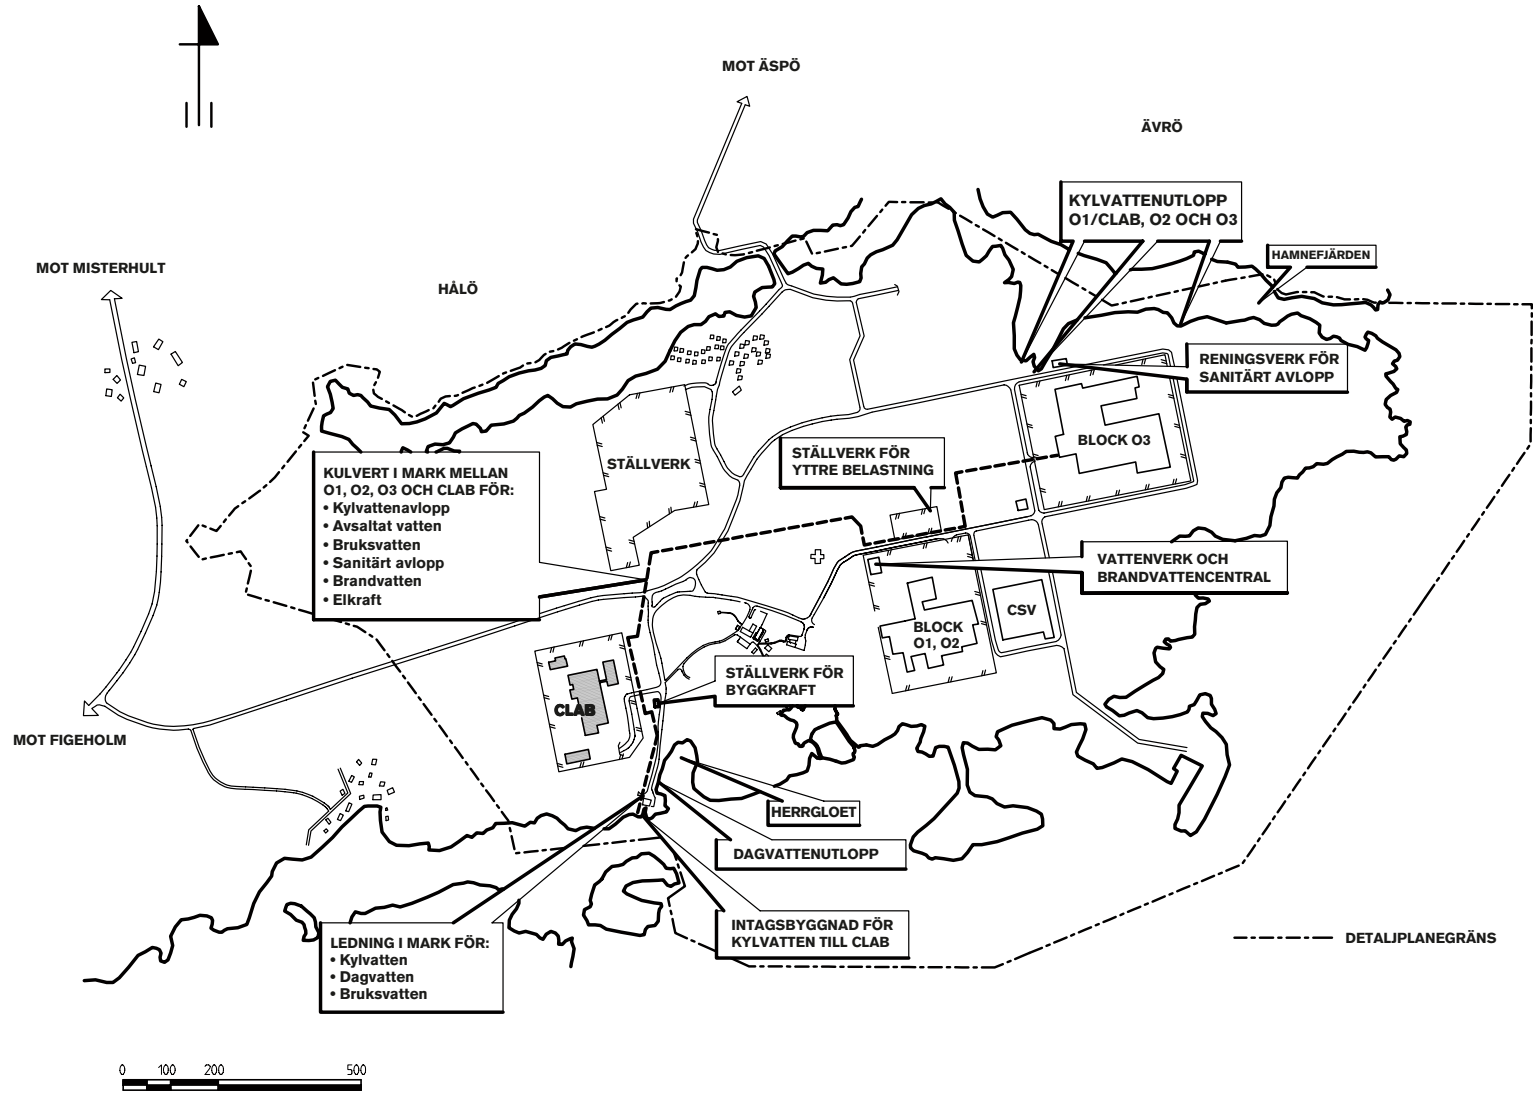 MOT ÄSPÖ
ÄVRÖ
KYLVATTENUTLOPP
O1/CLAB, O2 OCH O3
HAMNEFJÄRDEN
MOT MISTERHULT
HÅLÖ
RENINGSVERK FÖR
SANITÄRT AVLOPP
BLOCK O3
STÄLLVERK FÖR
YTTRE BELASTNING
STÄLLVERK
KULVERT I MARK MELLAN
O1, O2, O3 OCH CLAB FÖR:
• Kylvattenavlopp
• Avsaltat vatten
• Bruksvatten
• Sanitärt avlopp
• Brandvatten
• Elkraft
VATTENVERK OCH
BRANDVATTENCENTRAL
CSV
BLOCK
O1, O2
STÄLLVERK FÖR
BYGGKRAFT
CLAB
MOT FIGEHOLM
HERRGLOET
DAGVATTENUTLOPP
INTAGSBYGGNAD FÖR
KYLVATTEN TILL CLAB
LEDNING I MARK FÖR:
• Kylvatten
• Dagvatten
• Bruksvatten
DETALJPLANEGRÄNS
0 100 200 500